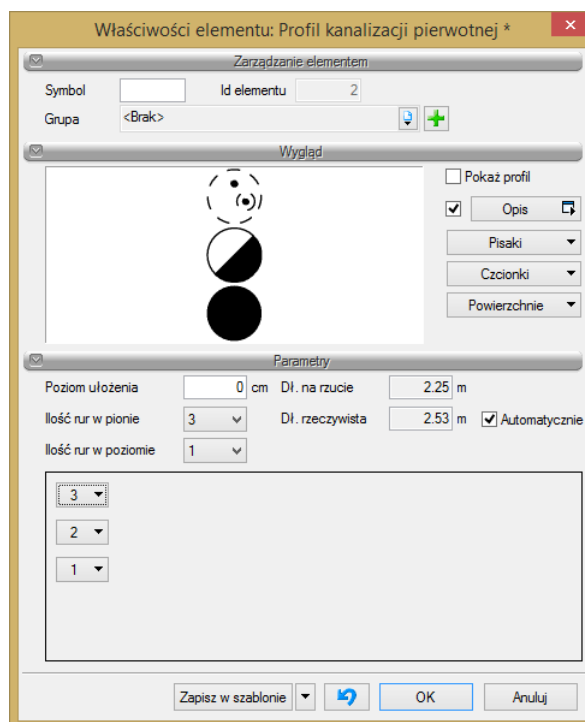 Właściwości elementu: Profil kanalizacji pierwotnej *
Zarządzanie elementem
Symbol Id elementu 2
Grupa <Brak>
Wygląd
Pokaż profil
Opis
Pisaki
Czcionki
Powierzchnie
Parametry
Poziom ułożenia 0 cm Dł. na rzucie 2.25 m
Ilość rur w pionie 3 Dł. rzeczywista 2.53 m Automatycznie
Ilość rur w poziomie 1
3
2
1
Zapisz w szablonie OK Anuluj